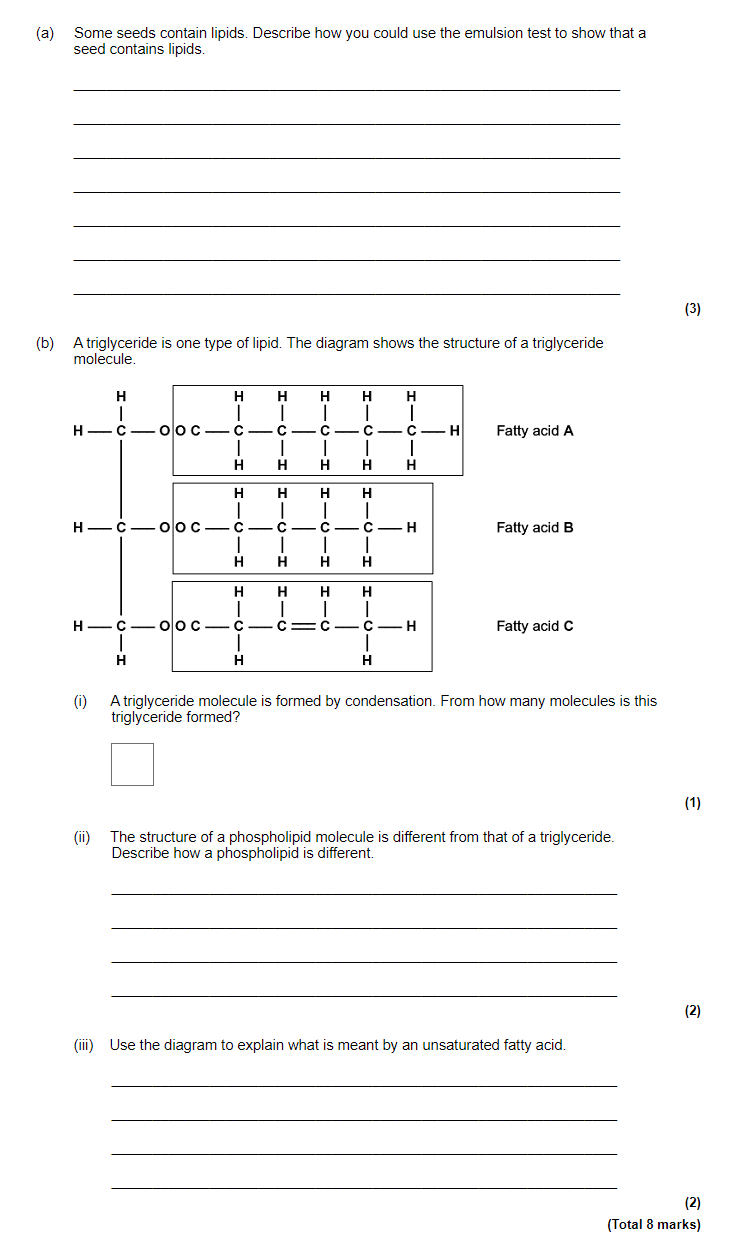 (a) Some seeds contain lipids. Describe how you could use the emulsion test to show that a
seed contains lipids.
(3)
(b) A triglyceride is one type of lipid. The diagram shows the structure of a triglyceride
molecule.
H H H H H H
H C O O C C C C C C H Fatty acid A
H H H H H
H H H H
H C O O C C C C C H Fatty acid B
H H H H
H H H H
H C O O C C C C C H Fatty acid C
H H H
(i) A triglyceride molecule is formed by condensation. From how many molecules is this
triglyceride formed?
(1)
(ii) The structure of a phospholipid molecule is different from that of a triglyceride.
Describe how a phospholipid is different.
(2)
(iii) Use the diagram to explain what is meant by an unsaturated fatty acid.
(2)
(Total 8 marks)